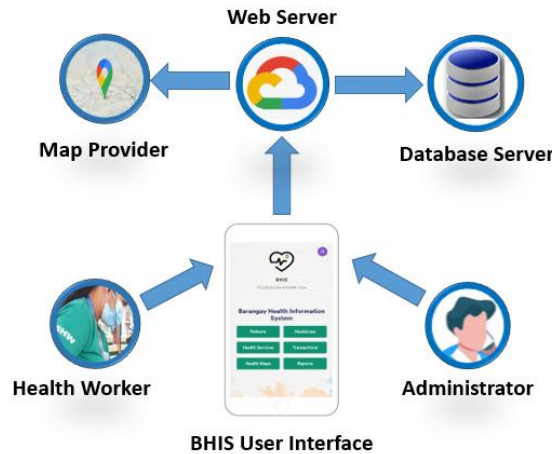 Web Server
Map Provider
Database Server
BHIS
Barangay Health Information
System
Patients
Medicines
Health Services
Transactions
Health Maps
Reports
BHW
Health Worker
Administrator
BHIS User Interface